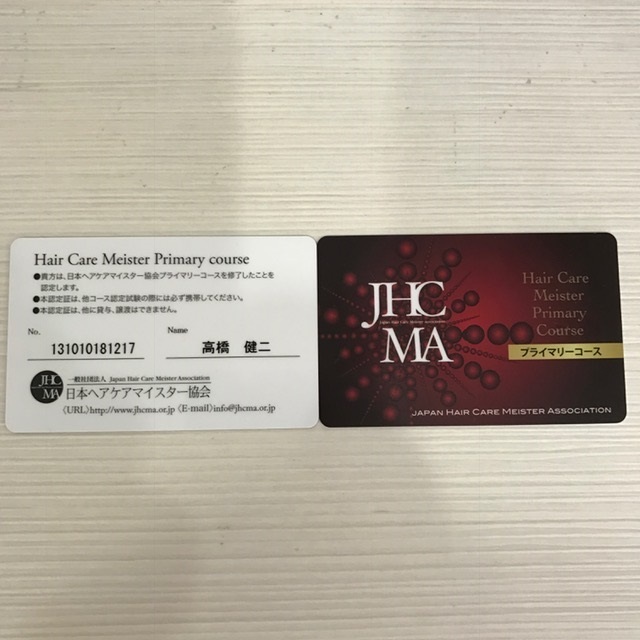 Hair Care Meister Primary course
●貴方は、日本ヘアケアマイスター協会プライマリーコースを修了したことを
認定します。
●本認定証は、他コース認定試験の際には必ず携帯してください。
●本認定証は、他に貸与、譲渡はできません。
No.
131010181217
Name
高橋 健二
JHC
MA
一般社団法人 Japan Hair Care Meister Association
日本ヘアケアマイスター協会
〈URL〉http://www.jhcma.or.jp 〈E-mail〉info@jhcma.or.jp
JHC
Japan Hair Care Meister Association
MA
Hair Care
Meister
Primary
Course
プライマリーコース
JAPAN HAIR CARE MEISTER ASSOCIATION